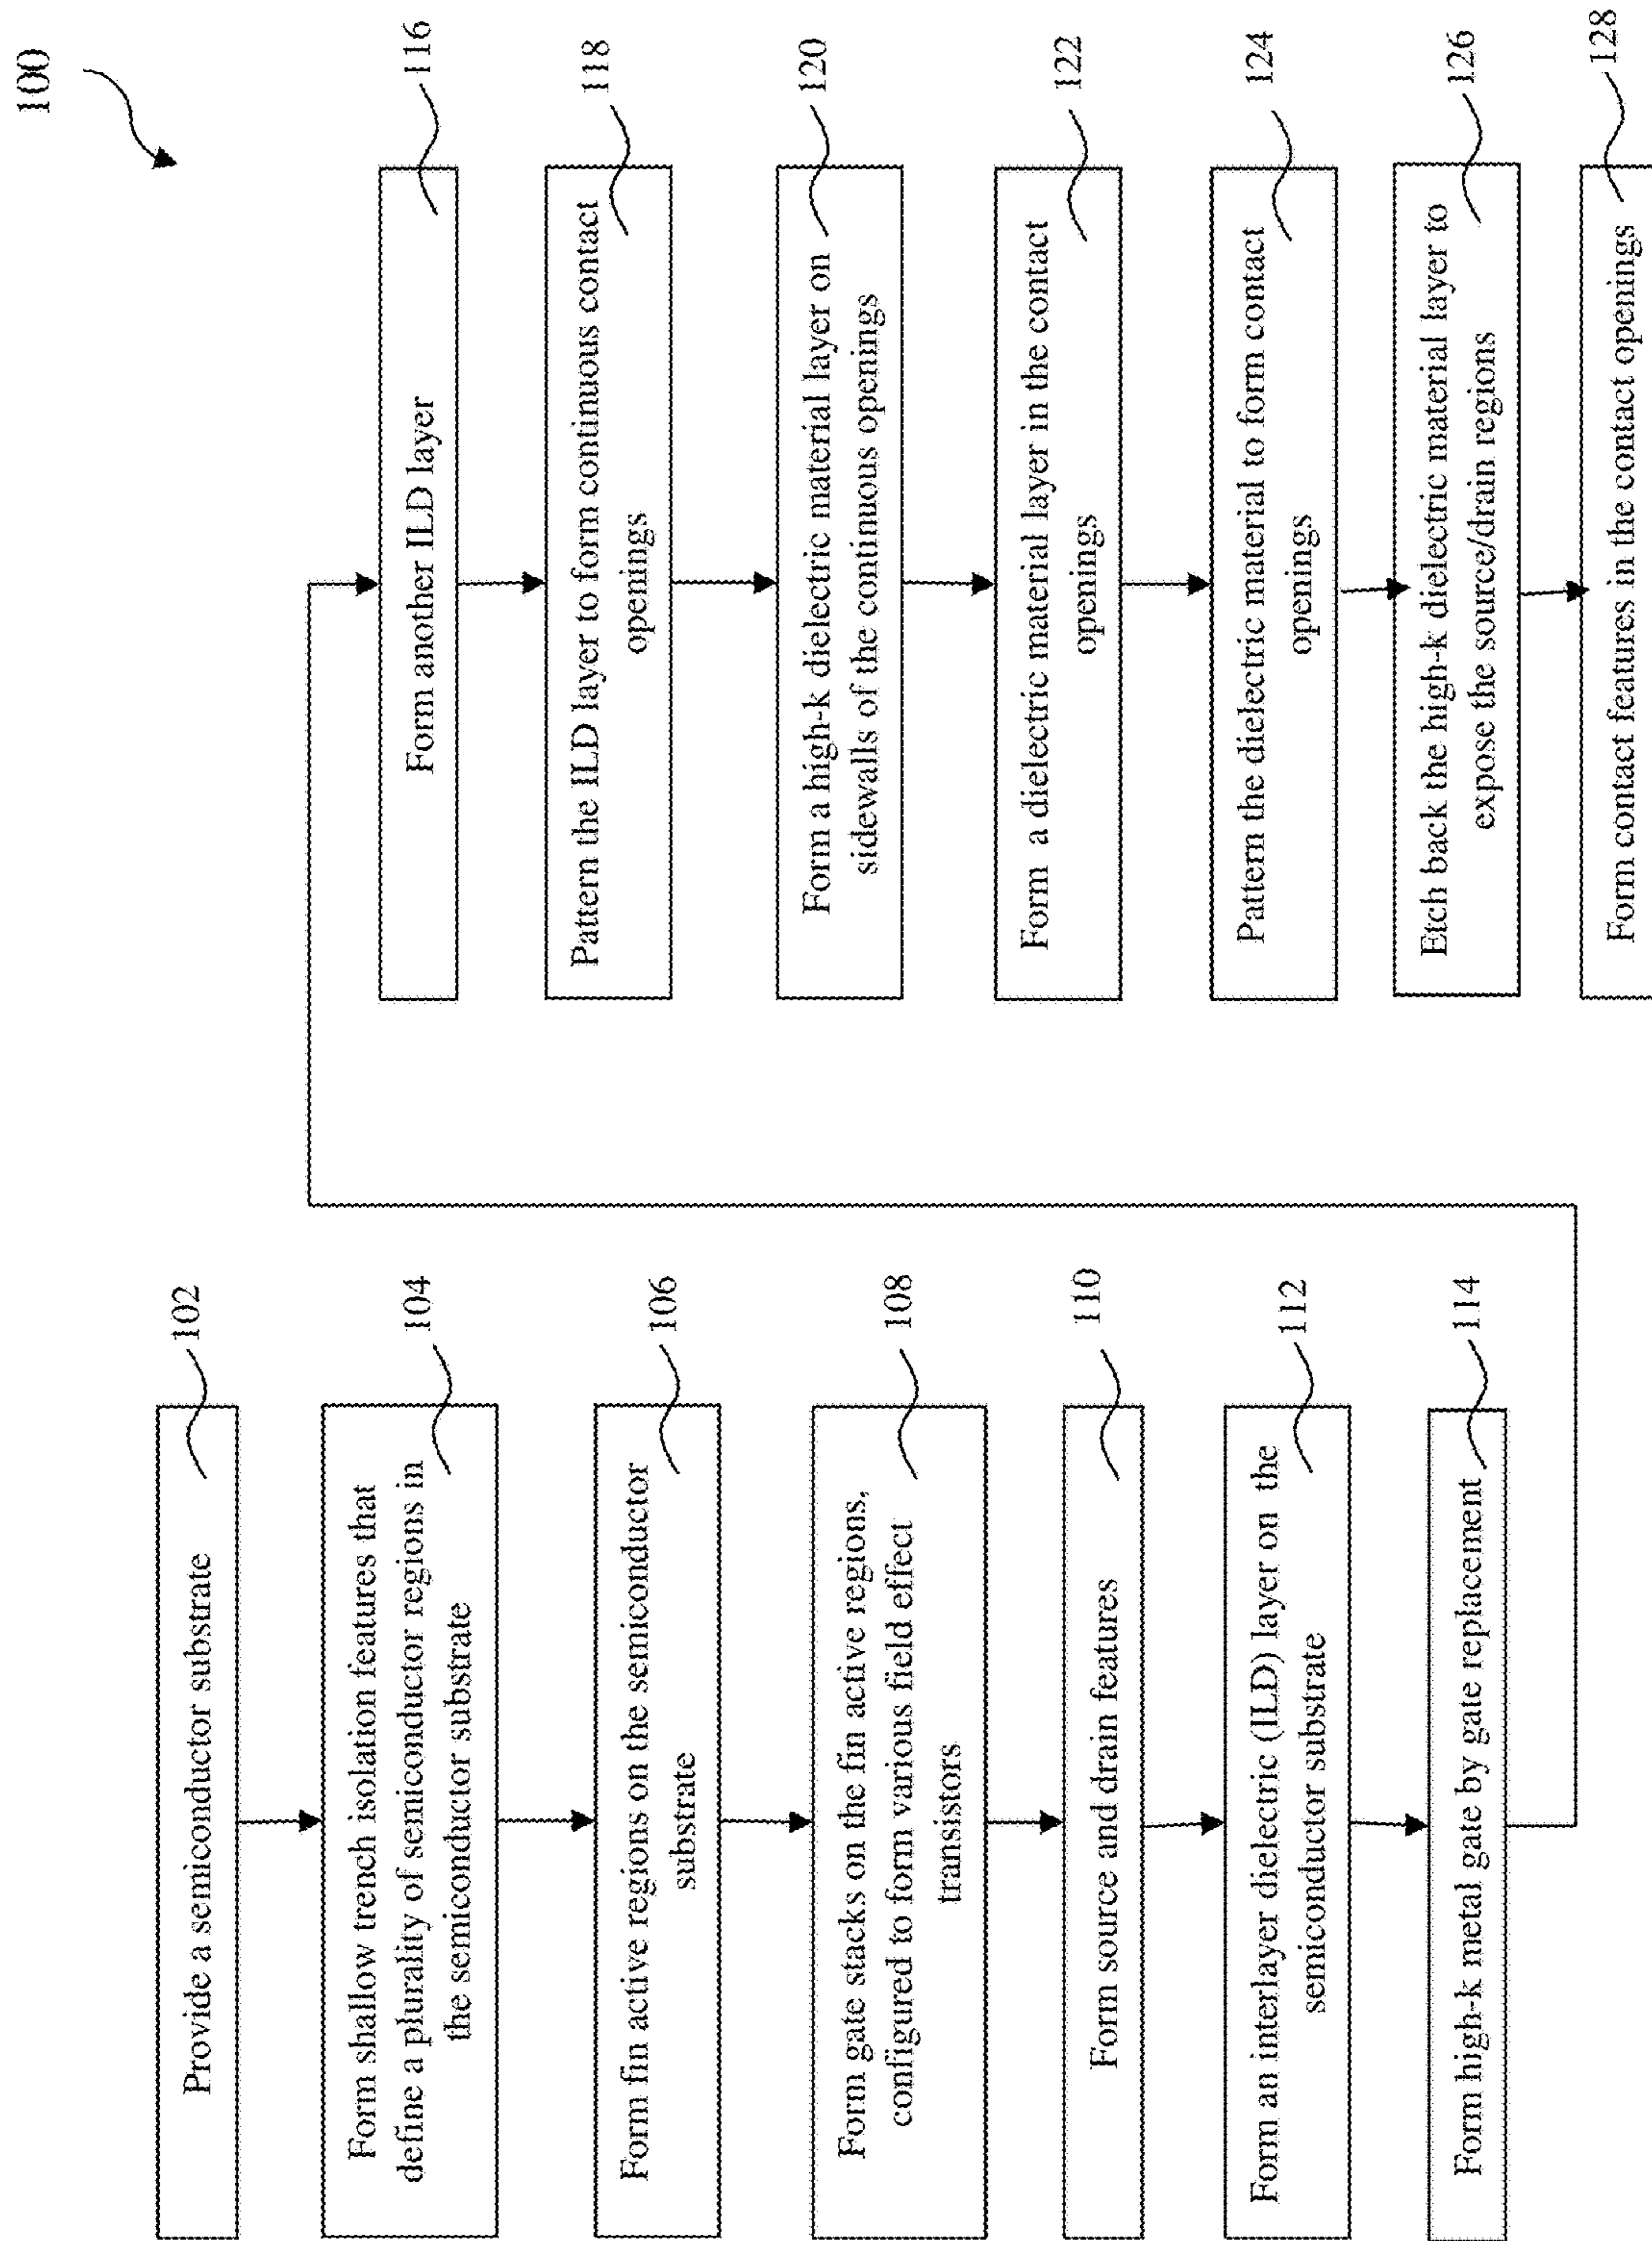 100
Provide a semiconductor substrate
102
Form shallow trench isolation features that
define a plurality of semiconductor regions in
the semiconductor substrate
104
Form fin active regions on the semiconductor
substrate
106
Form gate stacks on the fin active regions,
configured to form various field effect
transistors
108
Form source and drain features
110
Form an interlayer dielectric (ILD) layer on the
semiconductor substrate
112
Form high-k metal gate by gate replacement
114
Form another ILD layer
116
Pattern the ILD layer to form continuous contact
openings
118
Form a high-k dielectric material layer on
sidewalls of the continuous openings
120
Form a dielectric material layer in the contact
openings
122
Pattern the dielectric material to form contact
openings
124
Etch back the high-k dielectric material layer to
expose the source/drain regions
126
Form contact features in the contact openings
128